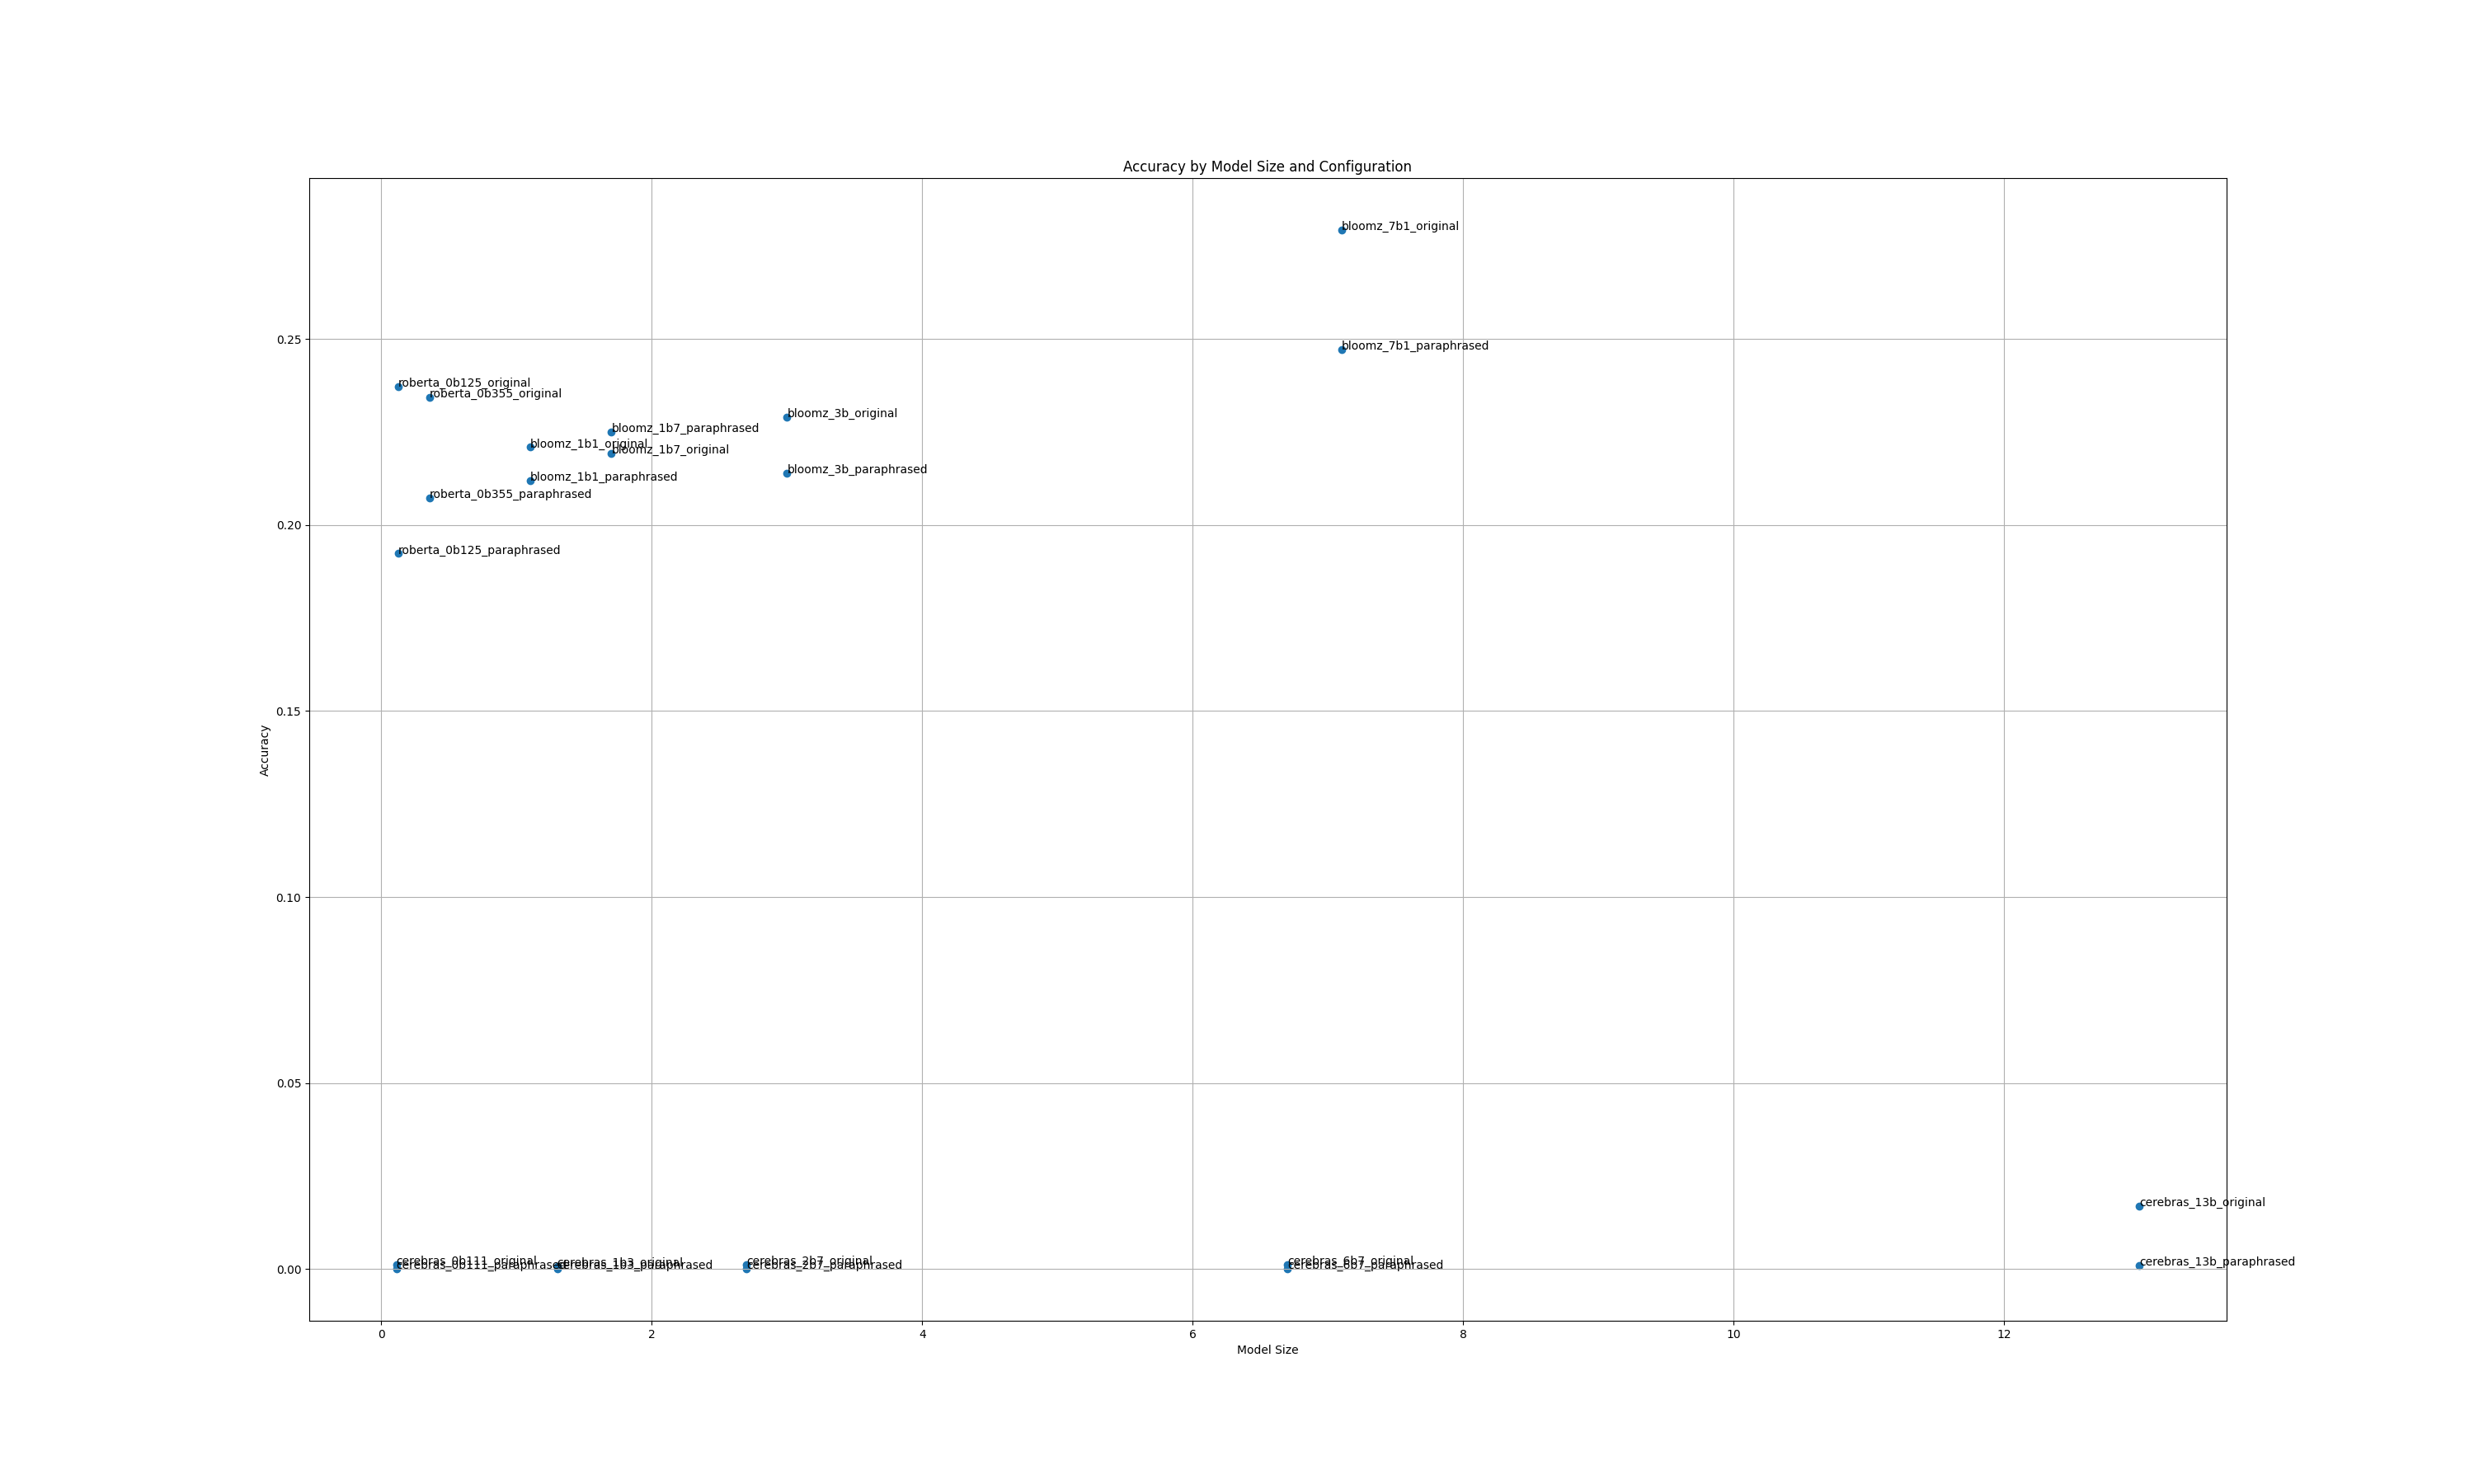 Accuracy by Model Size and Configuration
bloomz_7b1_original
0.25
bloomz_7b1_paraphrased
roberta_0b125_original
roberta_0b355_original
bloomz_3b_original
bloomz_1b7_paraphrased
bloomz_1b1_original
bloomz_1b7_original
bloomz_3b_paraphrased
bloomz_1b1_paraphrased
roberta_0b355_paraphrased
0.20
roberta_0b125_paraphrased
0.15
Accuracy
0.10
0.05
cerebras_13b_original
cerebras_0b111_original
cerebras_1b3_original
cerebras_2b7_original
cerebras_6b7_original
cerebras_13b_paraphrased
0.00
cerebras_0b111_paraphrased
cerebras_1b3_paraphrased
cerebras_2b7_paraphrased
cerebras_6b7_paraphrased
0 2 4 6 8 10 12
Model Size